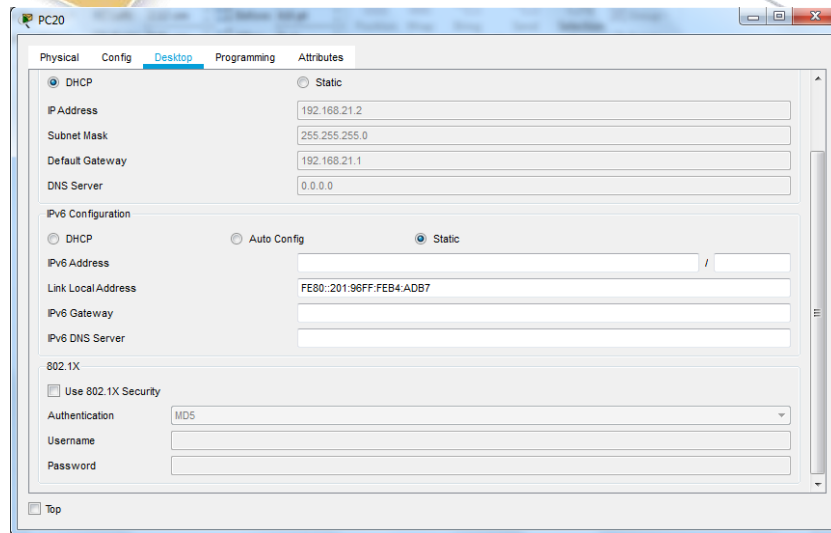 PC20
Physical Config Desktop Programming Attributes
DHCP Static
IP Address 192.168.21.2
Subnet Mask 255.255.255.0
Default Gateway 192.168.21.1
DNS Server 0.0.0.0
IPv6 Configuration
DHCP Auto Config Static
IPv6 Address /
Link Local Address FE80::201:96FF:FEB4:ADB7
IPv6 Gateway
IPv6 DNS Server
802.1X
Use 802.1X Security
Authentication MD5
Username
Password
Top